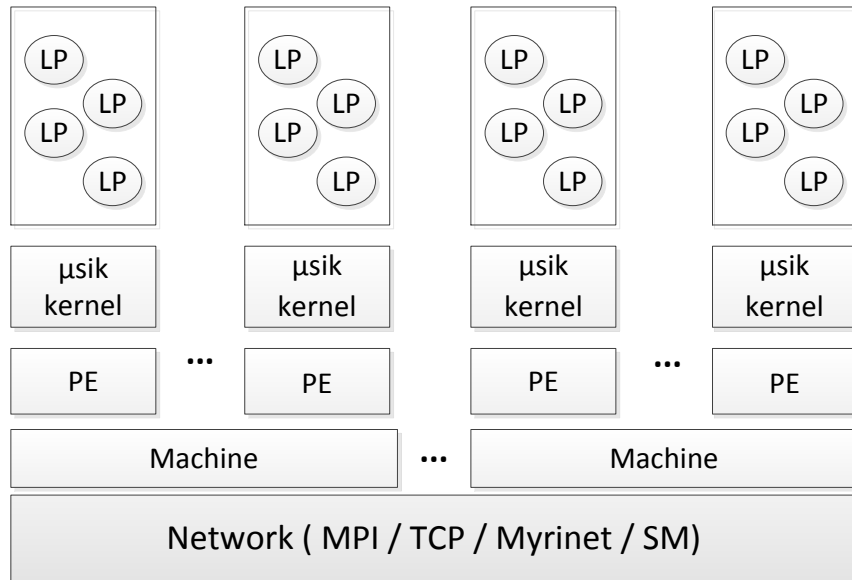 LP LP LP LP
LP LP LP LP
LP LP LP LP
LP LP LP LP
µsik kernel
µsik kernel
µsik kernel
µsik kernel
PE ... PE PE ... PE
Machine ... Machine
Network ( MPI / TCP / Myrinet / SM)